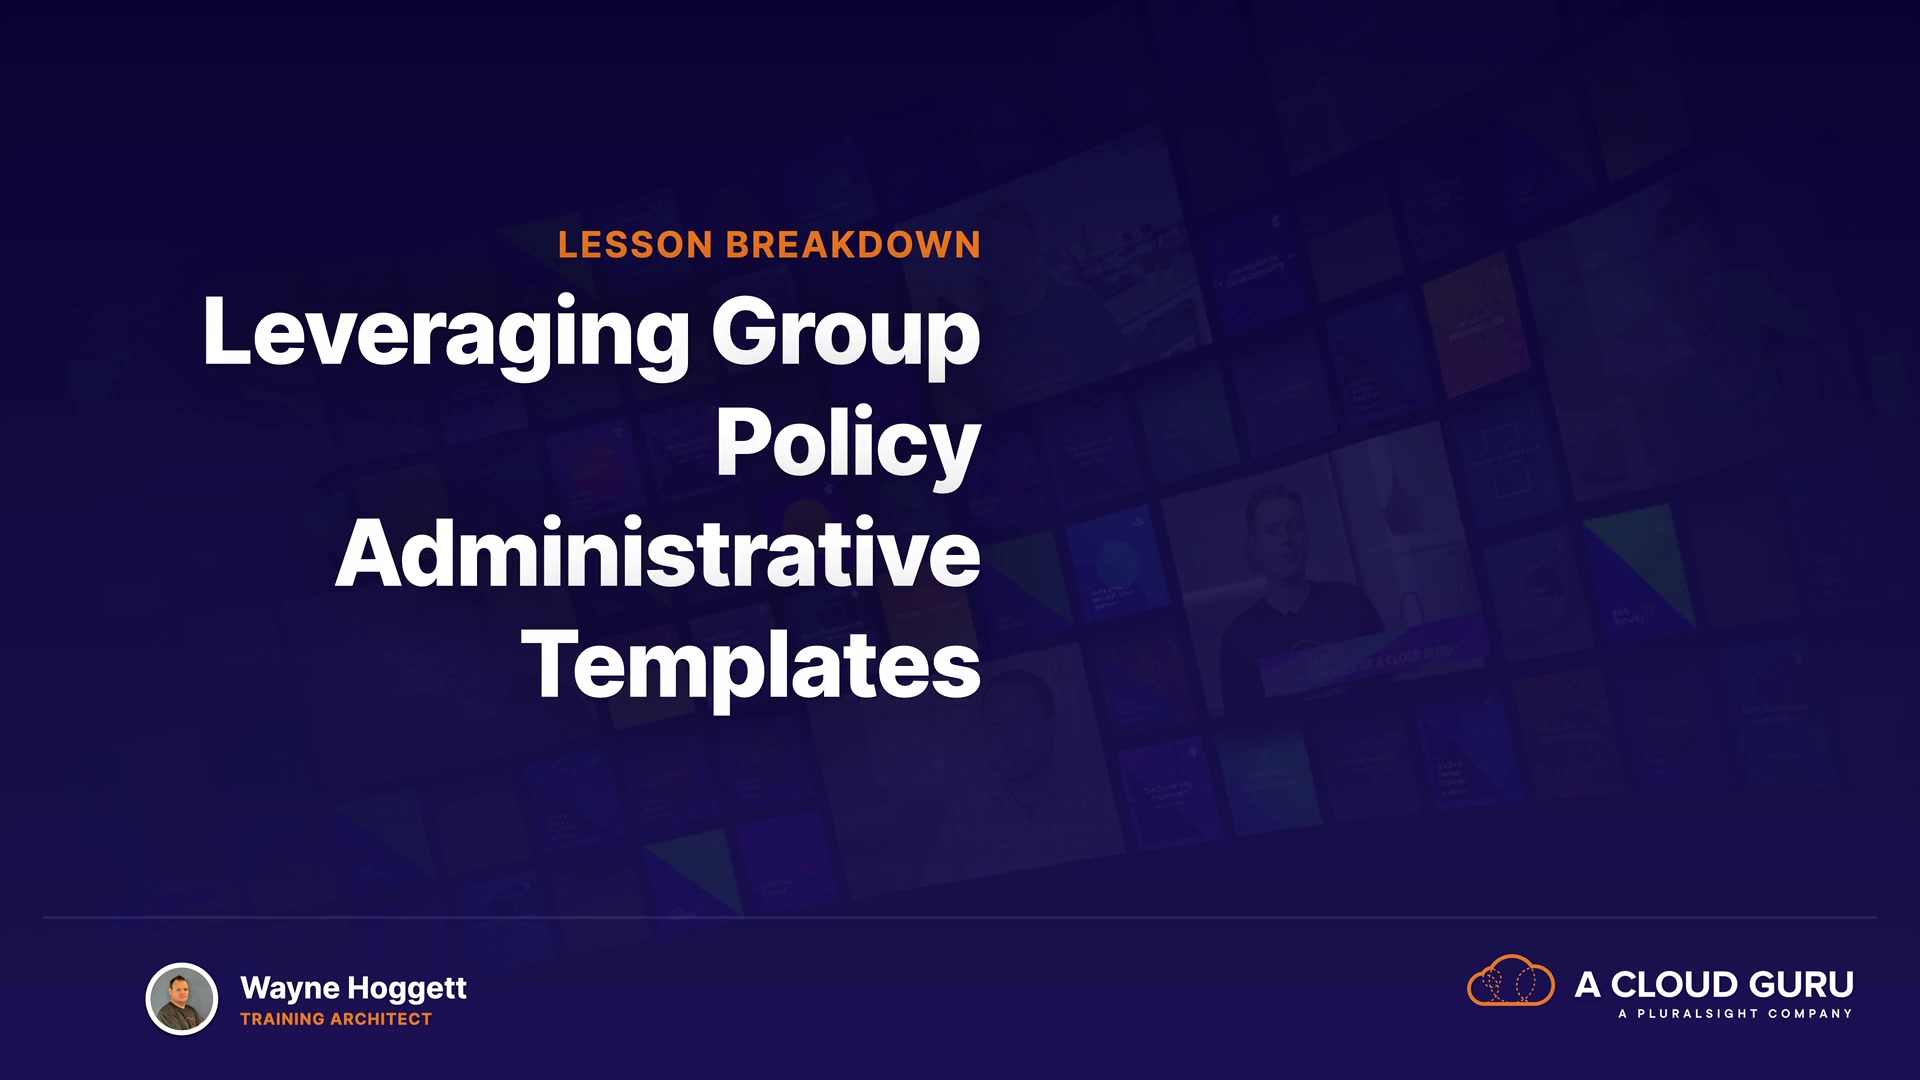 LESSON BREAKDOWN
Leveraging Group
Policy
Administrative
Templates
Wayne Hoggett
TRAINING ARCHITECT
A CLOUD GURU
A PLURALSIGHT COMPANY